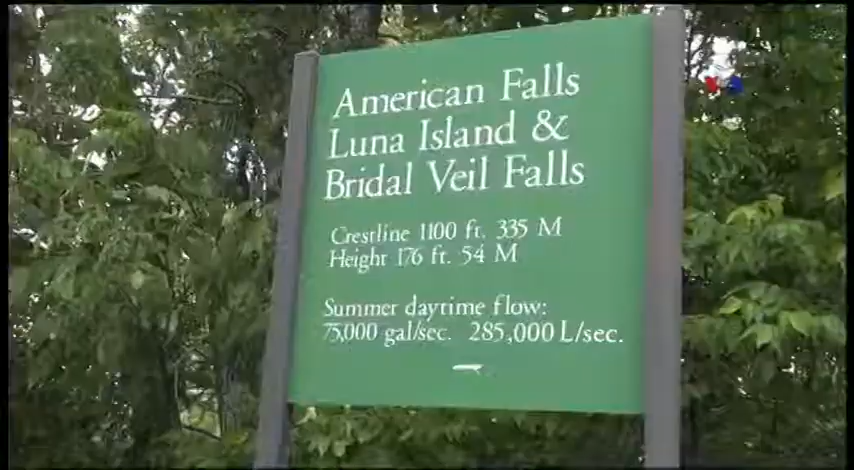 American Falls
Luna Island &
Bridal Veil Falls
Crestline 1100 ft. 335 M
Height 176 ft. 54 M
Summer daytime flow:
75,000 gal/sec. 285,000 L/sec.